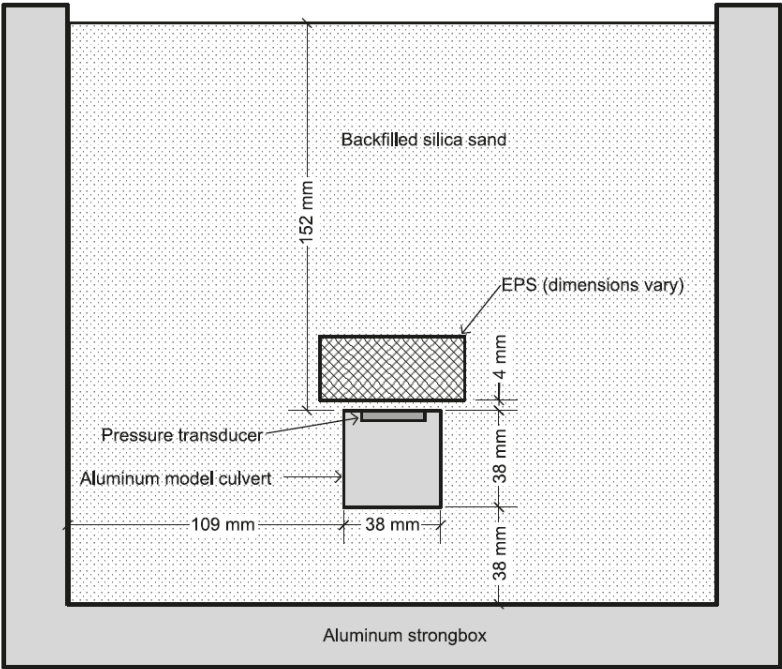 Backfilled silica sand
152 mm
EPS (dimensions vary)
4 mm
Pressure transducer
38 mm
Aluminum model culvert
109 mm
38 mm
38 mm
Aluminum strongbox